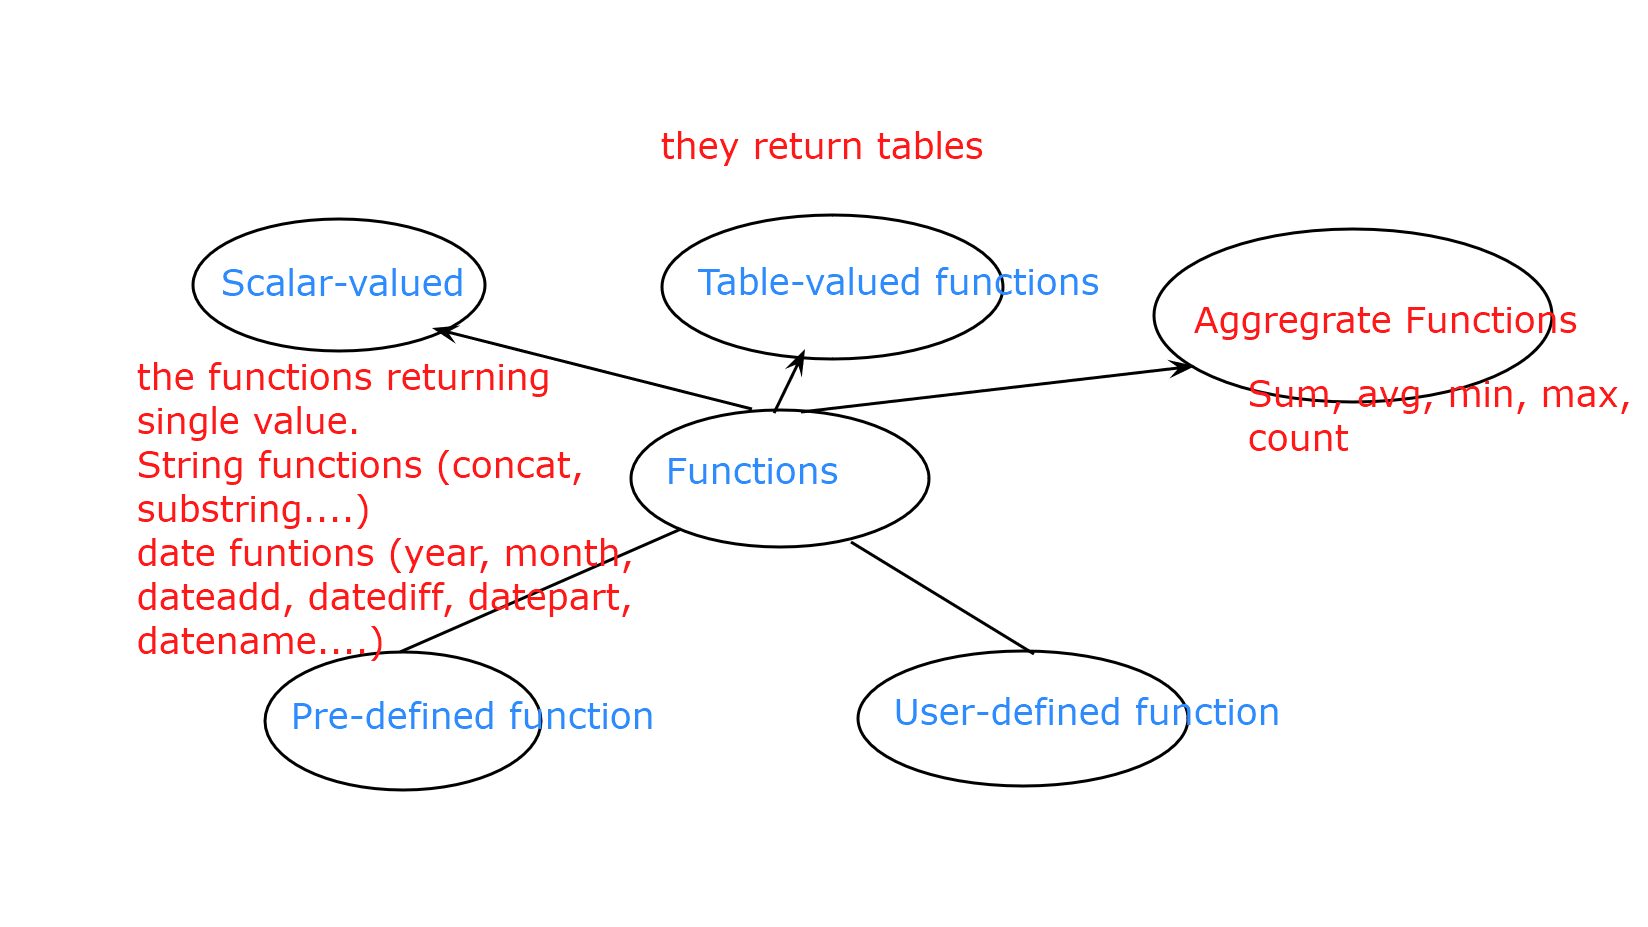 they return tables
Scalar-valued
Table-valued functions
Aggregrate Functions
the functions returning
single value.
String functions (concat,
substring....)
date funtions (year, month,
dateadd, datediff, datepart,
datename....)
Sum, avg, min, max,
count
Functions
Pre-defined function
User-defined function